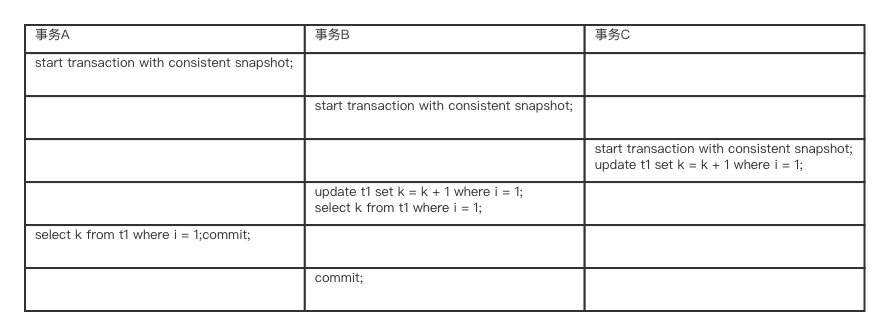 事务A
事务B
事务C
start transaction with consistent snapshot;
start transaction with consistent snapshot;
start transaction with consistent snapshot;
update t1 set k = k + 1 where i = 1;
update t1 set k = k + 1 where i = 1;
select k from t1 where i = 1;
select k from t1 where i = 1;commit;
commit;